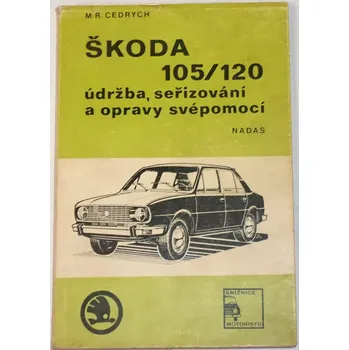 M.R. CEDRYCH
ŠKODA
105/120
údržba, seřizování
a opravy svépomocí
NADAS
KNIŽNICE
MOTORISTŮ